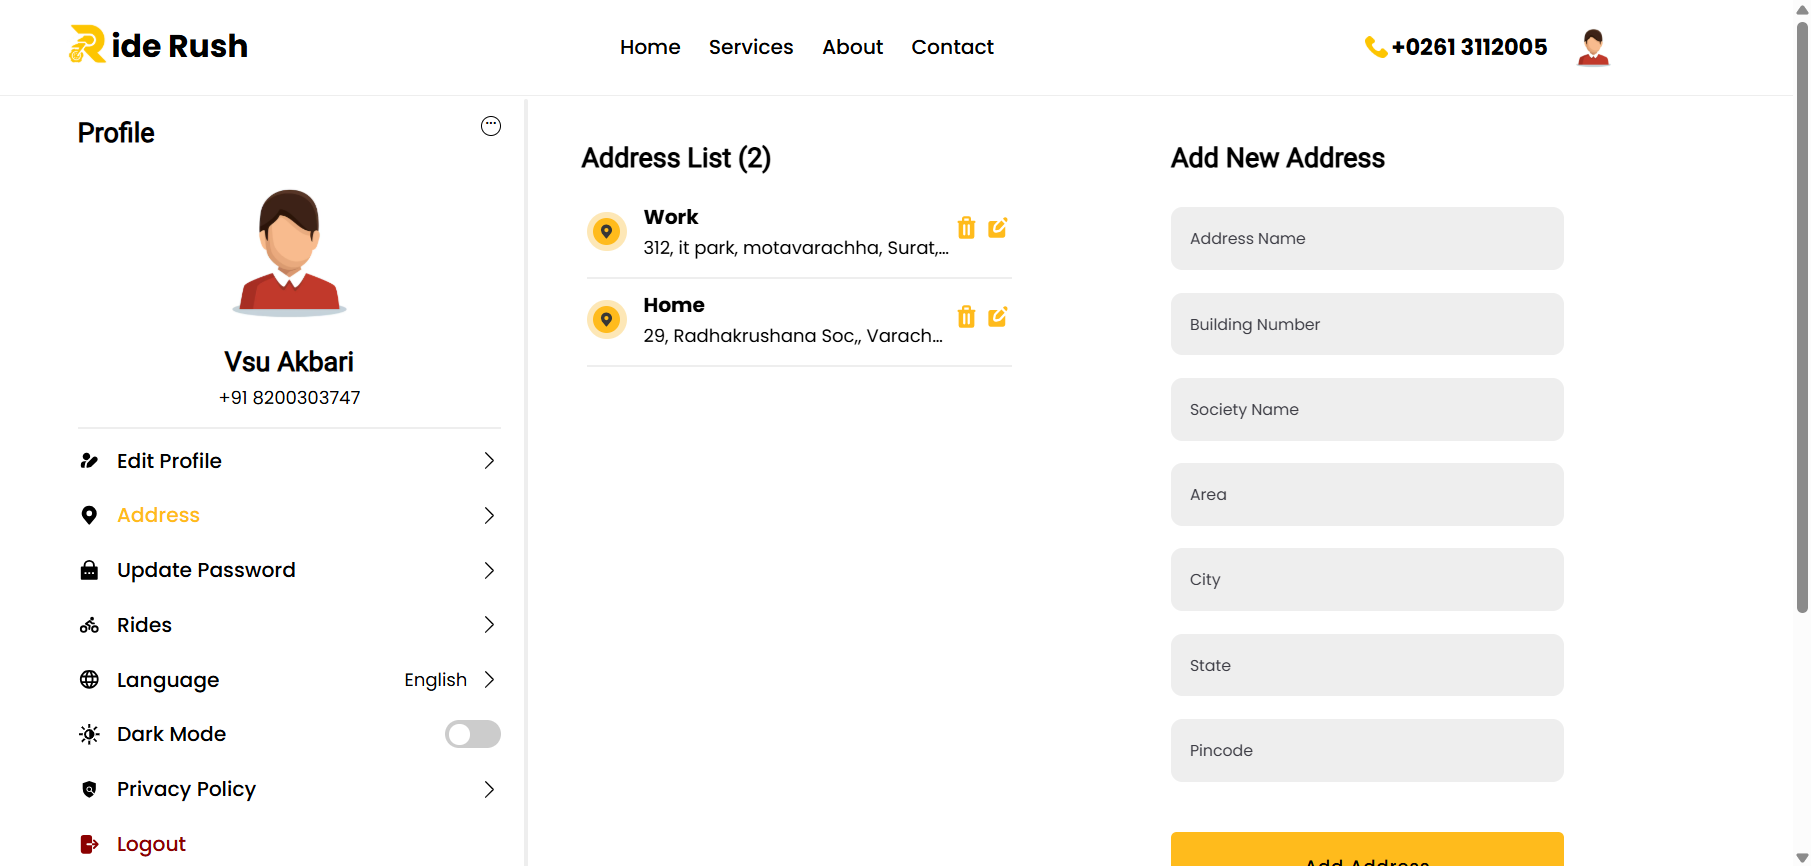 Ride Rush
Home Services About Contact
+0261 3112005
Profile
Vsu Akbari
+91 8200303747
Edit Profile
Address
Update Password
Rides
Language English
Dark Mode
Privacy Policy
Logout
Address List (2)
Work
312, it park, motavarachha, Surat,...
Home
29, Radhakrushana Soc,, Varach...
Add New Address
Address Name
Building Number
Society Name
Area
City
State
Pincode
Add Address